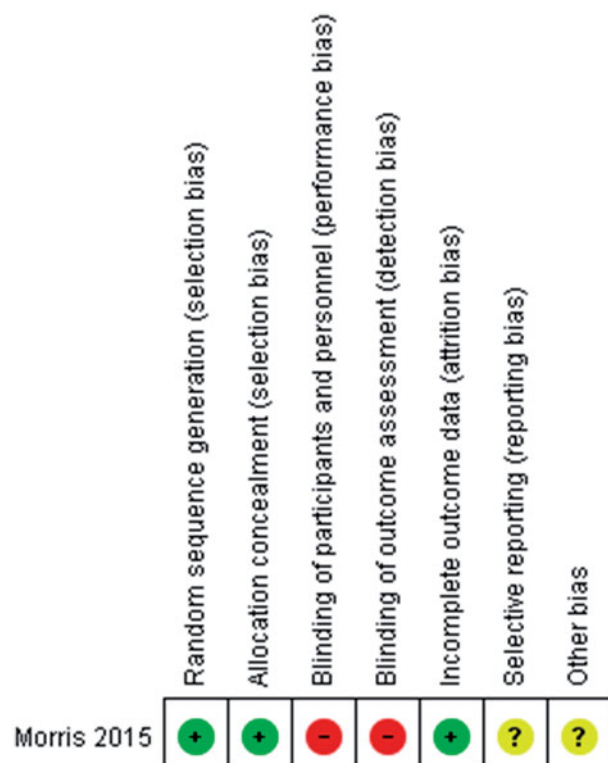 Random sequence generation (selection bias)
Allocation concealment (selection bias)
Blinding of participants and personnel (performance bias)
Blinding of outcome assessment (detection bias)
Incomplete outcome data (attrition bias)
Selective reporting (reporting bias)
Other bias
Morris 2015 + + - - + ? ?